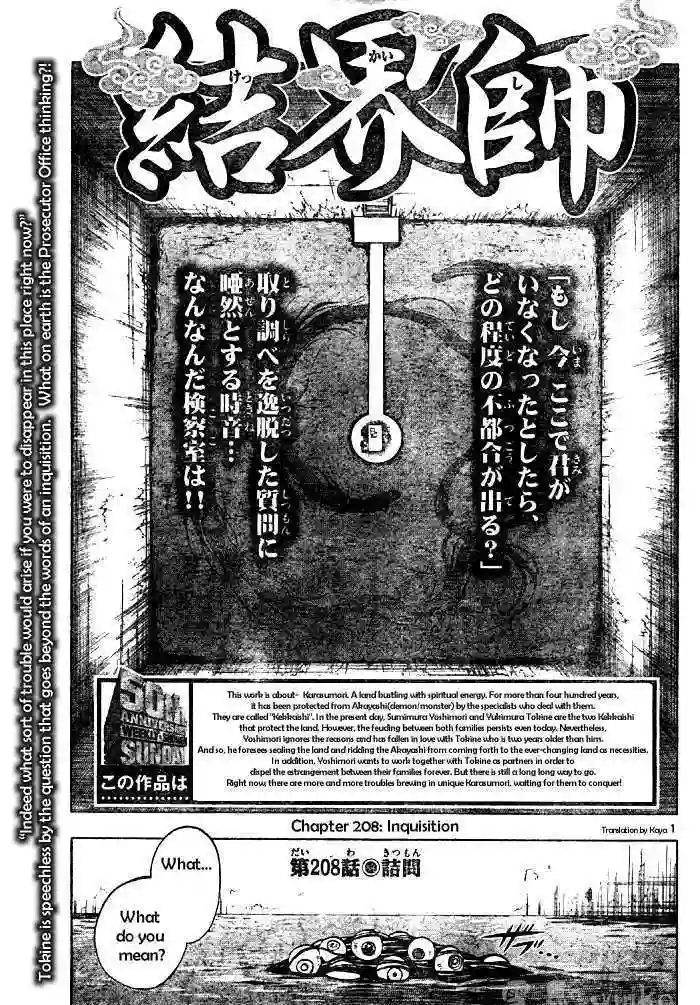 結界師
けっ かい し
「もし 今 ここで君が
いなくなったとしたら、
どの程度の不都合が出る?」
取り調べを逸脱した質問に
唖然とする時音…
なんなんだ検察室は!!
"Indeed what sort of trouble would arise if you were to disappear in this place right now?"
Tokine is speechless by the question that goes beyond the words of an inquisition. What on earth is the Prosecutor Office thinking?!
50th
ANNIVERSARY
WEEKLY
SUNDAY
この作品は
This work is about- Karasumori. A land bustling with spiritual energy. For more than four hundred years,
it has been protected from Akayashi(demon/monster) by the specialists who deal with them.
They are called "Kekkaishi". In the present day, Sumimura Yoshimori and Yukimura Tokine are the two Kekkaishi
that protect the land. However, the feuding between both families persists even today. Nevertheless,
Yoshimori ignores the reasons and has fallen in love with Tokine who is two years older than him.
And so, he foresees sealing the land and ridding the Akayashi from coming forth to the ever-changing land as necessities.
In addition, Yoshimori wants to work together with Tokine as partners in order to
dispel the estrangement between their families forever. But there is still a long long way to go.
Right now, there are more and more troubles brewing in unique Karasumori, waiting for them to conquer!
Chapter 208: Inquisition
Translation by Kaya 1
だい わ きつもん
第208話 詰問
What...
What
do you
mean?